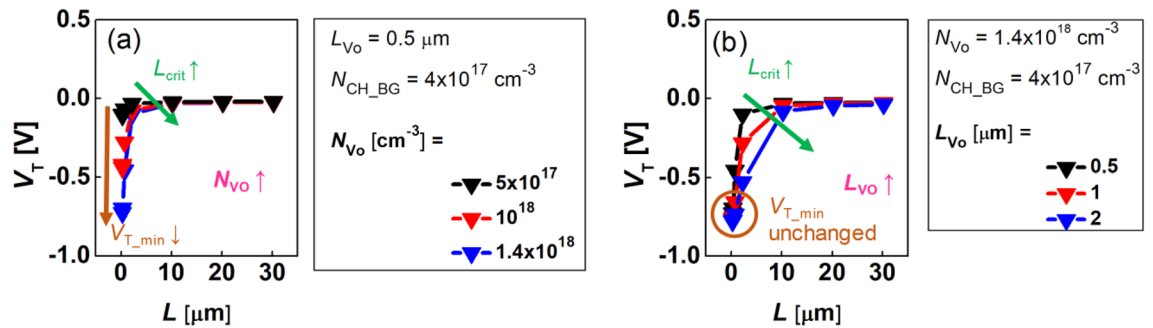 (a)
0.5
0.0
-0.5
-1.0
V_T [V]
L_crit ↑
N_VO ↑
V_T_min ↓
0 10 20 30
L [μm]
L_Vo = 0.5 μm
N_CH_BG = 4x10^17 cm^-3
N_Vo [cm^-3] =
5x10^17
10^18
1.4x10^18
(b)
0.5
0.0
-0.5
-1.0
V_T [V]
L_crit ↑
L_Vo ↑
V_T_min
unchanged
0 10 20 30
L [μm]
N_Vo = 1.4x10^18 cm^-3
N_CH_BG = 4x10^17 cm^-3
L_Vo [μm] =
0.5
1
2